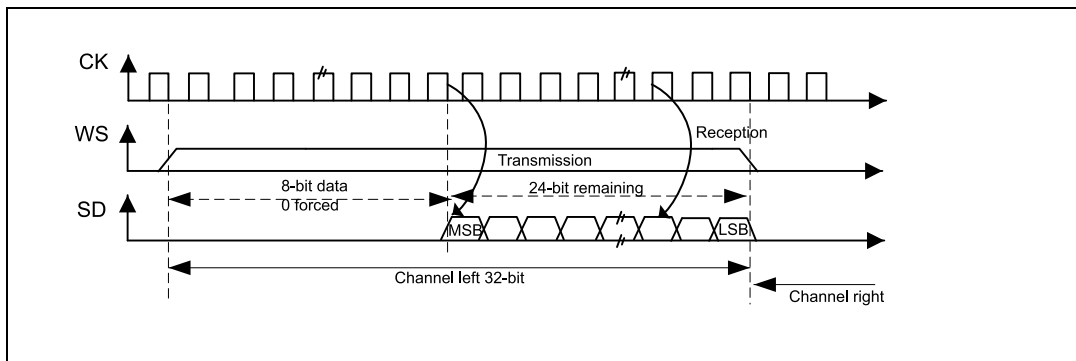 CK
WS
Reception
Transmission
8-bit data
0 forced
24-bit remaining
SD
MSB
LSB
Channel left 32-bit
Channel right